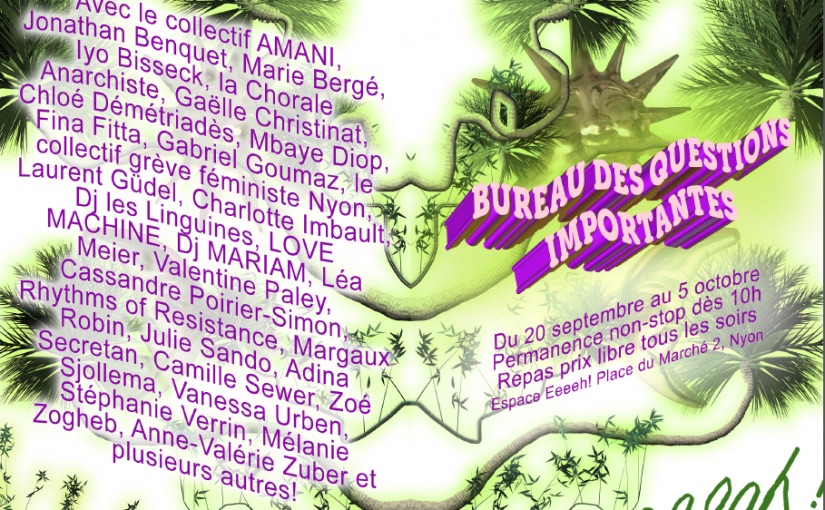 Avec le collectif AMANI,
Jonathan Benquet, Marie Bergé,
Iyo Bisseck, la Chorale
Anarchiste, Gaëlle Christinat,
Chloé Démétriadès, Mbaye Diop,
Fina Fitta, Gabriel Goumaz, le
collectif grève féministe Nyon,
Laurent Güdel, Charlotte Imbault,
Dj les Linguines, LOVE
MACHINE, Dj MARIAM, Léa
Meier, Valentine Paley,
Cassandre Poirier-Simon,
Rhythms of Resistance, Margaux
Robin, Julie Sando, Adina
Secretan, Camille Sewer, Zoé
Sjollema, Vanessa Urben,
Stéphanie Verrin, Mélanie
Zogheb, Anne-Valérie Zuber et
plusieurs autres!
BUREAU DES QUESTIONS
IMPORTANTES
Du 20 septembre au 5 octobre
Permanence non-stop dès 10h
Repas prix libre tous les soirs
Espace Eeeeh! Place du Marché 2, Nyon